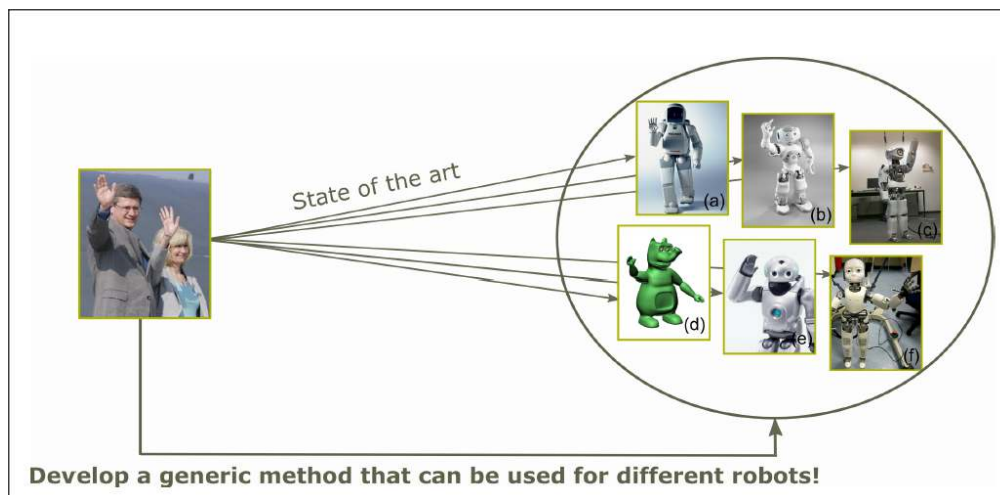 State of the art
(a)
(b)
(c)
(d)
(e)
(f)
Develop a generic method that can be used for different robots!